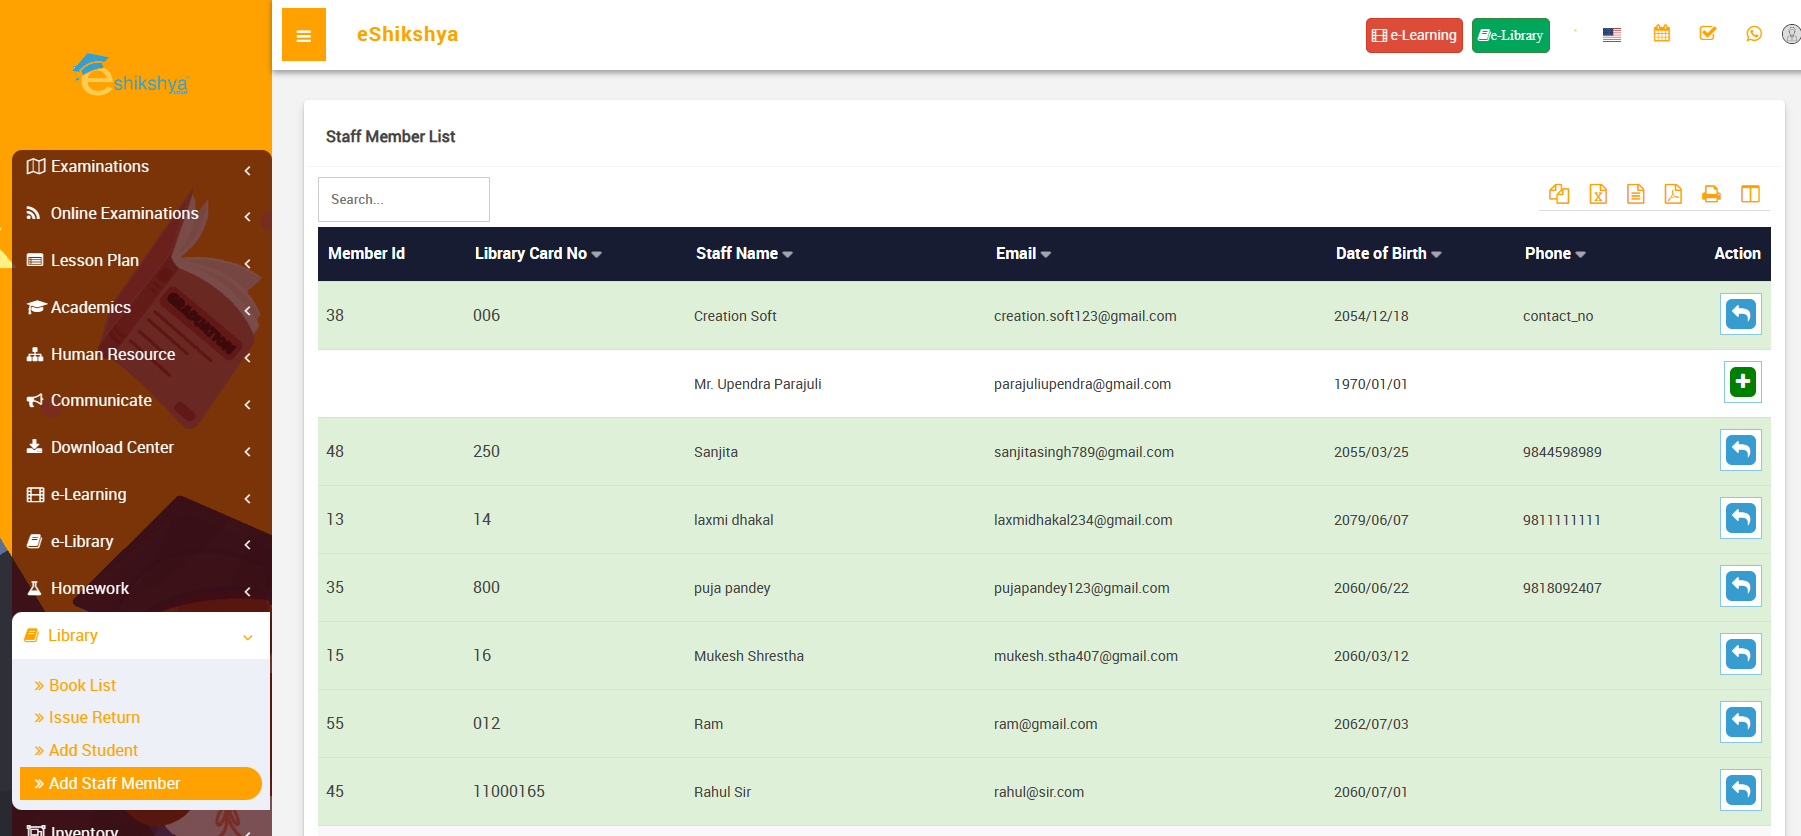 eShikshya
e-Learning
e-Library
eshikshya
Examinations
Online Examinations
Lesson Plan
Academics
Human Resource
Communicate
Download Center
e-Learning
e-Library
Homework
Library
» Book List
» Issue Return
» Add Student
» Add Staff Member
Inventory
GRADUATION
Staff Member List
Search...
Member Id Library Card No Staff Name Email Date of Birth Phone Action
38 006 Creation Soft creation.soft123@gmail.com 2054/12/18 contact_no
Mr. Upendra Parajuli parajuliupendra@gmail.com 1970/01/01
48 250 Sanjita sanjitasingh789@gmail.com 2055/03/25 9844598989
13 14 laxmi dhakal laxmidhakal234@gmail.com 2079/06/07 9811111111
35 800 puja pandey pujapandey123@gmail.com 2060/06/22 9818092407
15 16 Mukesh Shrestha mukesh.stha407@gmail.com 2060/03/12
55 012 Ram ram@gmail.com 2062/07/03
45 11000165 Rahul Sir rahul@sir.com 2060/07/01